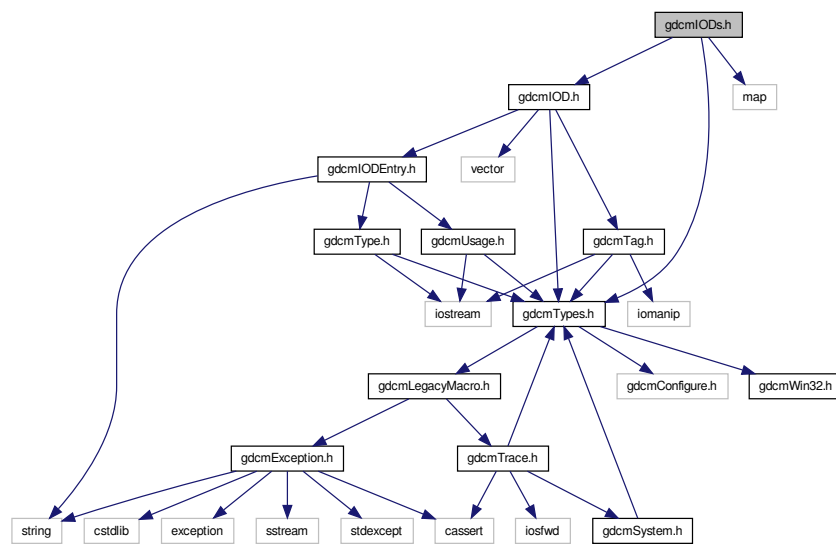 gdcmIODs.h
gdcmIOD.h
map
gdcmIODEntry.h
vector
gdcmType.h
gdcmUsage.h
gdcmTag.h
iostream
gdcmTypes.h
iomanip
gdcmLegacyMacro.h
gdcmConfigure.h
gdcmWin32.h
gdcmException.h
gdcmTrace.h
string
cstdlib
exception
sstream
stdexcept
cassert
iosfwd
gdcmSystem.h